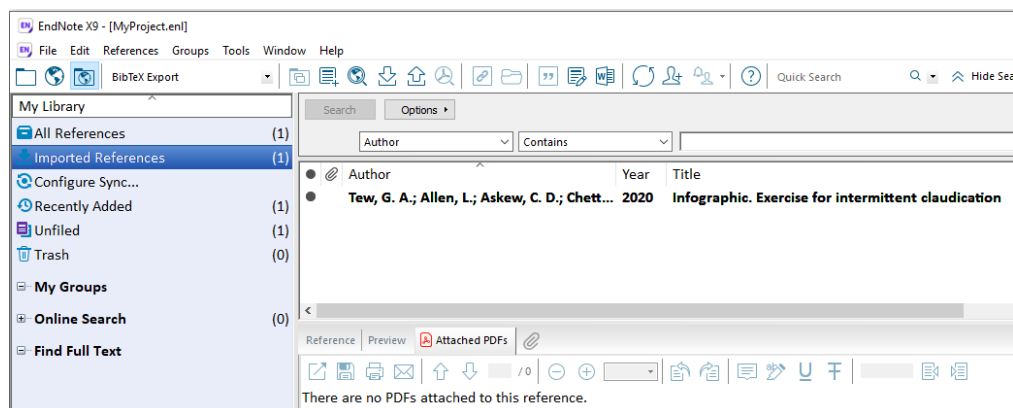 EN EndNote X9 - [MyProject.enl]
EN File Edit References Groups Tools Window Help
BibTeX Export
Quick Search
Hide Sea
My Library
All References (1)
Imported References (1)
Configure Sync...
Recently Added (1)
Unfiled (1)
Trash (0)
My Groups
Online Search (0)
Find Full Text
Search Options
Author Contains
Author Year Title
Tew, G. A.; Allen, L.; Askew, C. D.; Chett... 2020 Infographic. Exercise for intermittent claudication
Reference Preview Attached PDFs
/ 0
There are no PDFs attached to this reference.